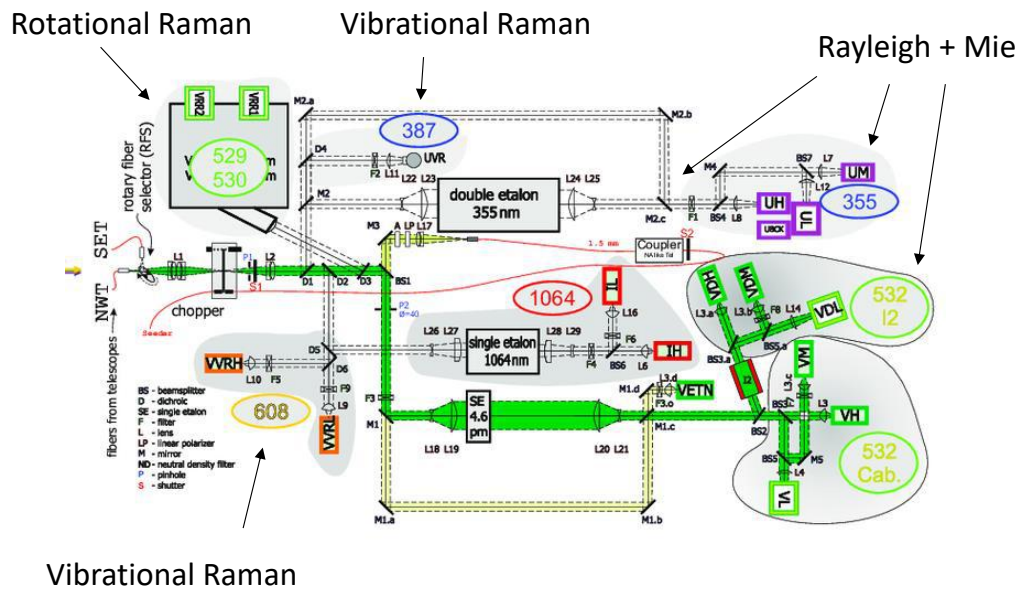 Rotational Raman
Vibrational Raman
Rayleigh + Mie
VRR2
VRR1
529
530
rotary fiber
selector (RFS)
M2.a
M2.b
387
D4
UVR
F2
L11
M2
L22 L23
double etalon
355 nm
L24 L25
M2.c
F1
M4
BS4
L8
BS7
L7
L12
UM
UH
UL
UBCK
355
SET
NWT
L1
chopper
P1
S1
L2
D1
D2
D3
BS1
M3
A LP L17
1.5 mm
Coupler
NA like Tid
S2
Seeder
P2
Ø=40
1064
IL
L16
F6
L26 L27
single etalon
1064nm
L28 L29
F4
BS6
L6
IH
VDH
VDM
VDL
L3.a
L3.b
F8
L14
BS3.a
BS5.a
532
I2
I2
fibers from telescopes
VVRH
L10
F5
D5
D6
F9
L9
VVRL
608
BS - beamsplitter
D - dichroic
SE - single etalon
F - filter
L - lens
LP - linear polarizer
M - mirror
ND - neutral density filter
P - pinhole
S - shutter
F3
M1
L18 L19
SE
4.6
pm
L20 L21
M1.c
M1.d
L3.d
F3.o
VETN
BS2
BS3
VM
L3.c
L3
VH
BS5
M5
L4
VL
532
Cab.
M1.a
M1.b
Vibrational Raman